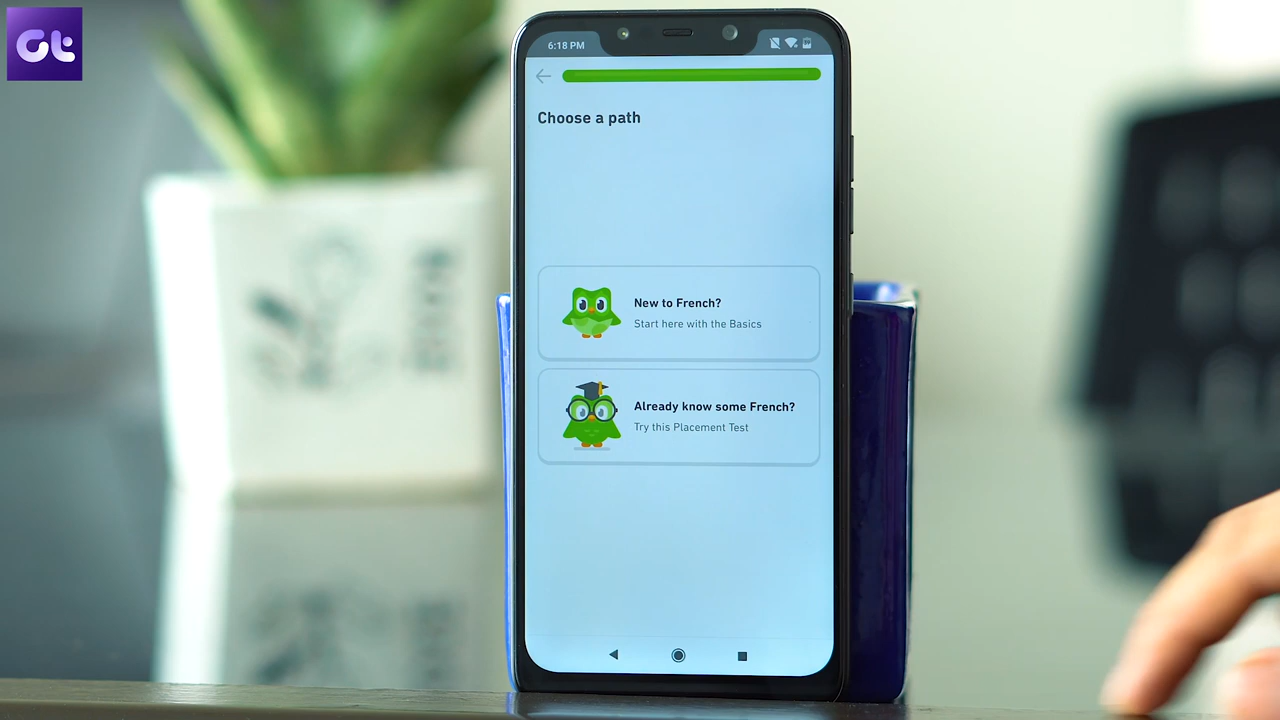 Gt
6:18 PM
Choose a path
New to French?
Start here with the Basics
Already know some French?
Try this Placement Test